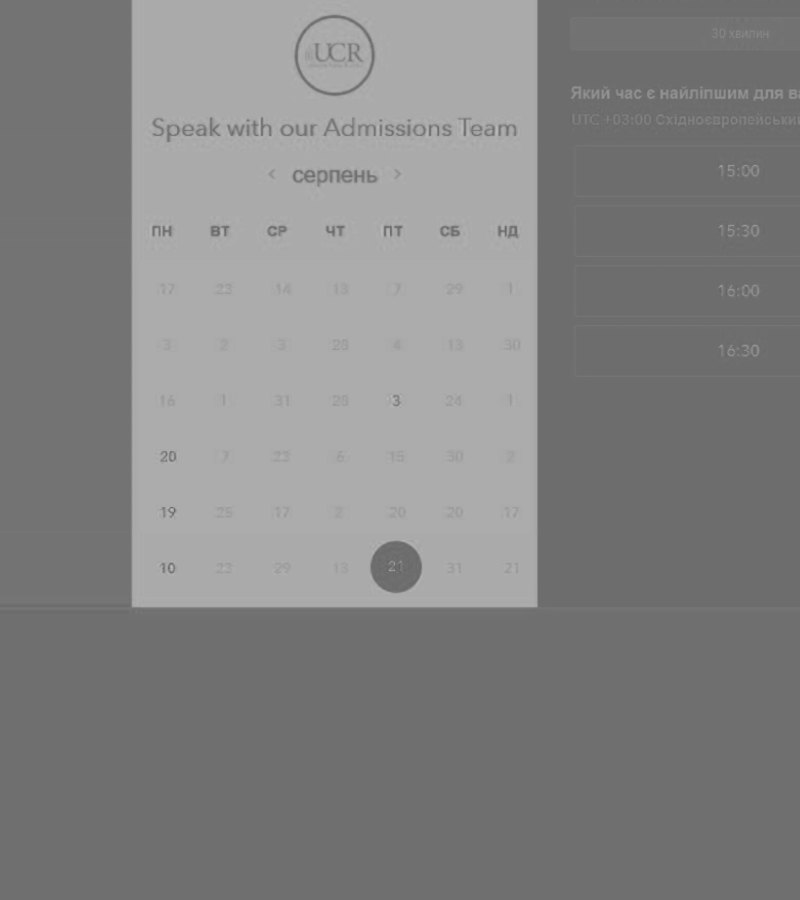 UCR
Speak with our Admissions Team
< серпень >
ПН ВТ СР ЧТ ПТ СБ НД
17 23 14 13 7 29 1
3 2 3 28 4 13 30
16 1 31 28 3 24 1
20 7 23 6 15 30 2
19 25 17 2 20 20 17
10 23 29 13 21 31 21
30 хвилин
Який час є найліпшим для
UTC +03:00 Східноєвропейський
15:00
15:30
16:00
16:30